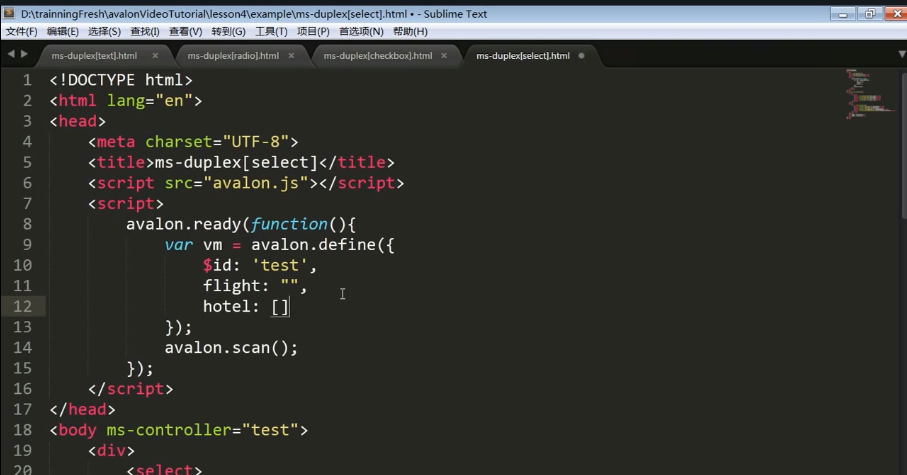 D:\trainningFresh\avalonVideoTutorial\lesson4\example\ms-duplex[select].html • - Sublime Text
文件(F) 编辑(E) 选择(S) 查找(I) 查看(V) 转到(G) 工具(T) 项目(P) 首选项(N) 帮助(H)
ms-duplex[text].html ms-duplex[radio].html ms-duplex[checkbox].html ms-duplex[select].html
1 <!DOCTYPE html>
2 <html lang="en">
3 <head>
4 <meta charset="UTF-8">
5 <title>ms-duplex[select]</title>
6 <script src="avalon.js"></script>
7 <script>
8 avalon.ready(function(){
9 var vm = avalon.define({
10 $id: 'test',
11 flight: "",
12 hotel: []
13 });
14 avalon.scan();
15 });
16 </script>
17 </head>
18 <body ms-controller="test">
19 <div>
20 <select>